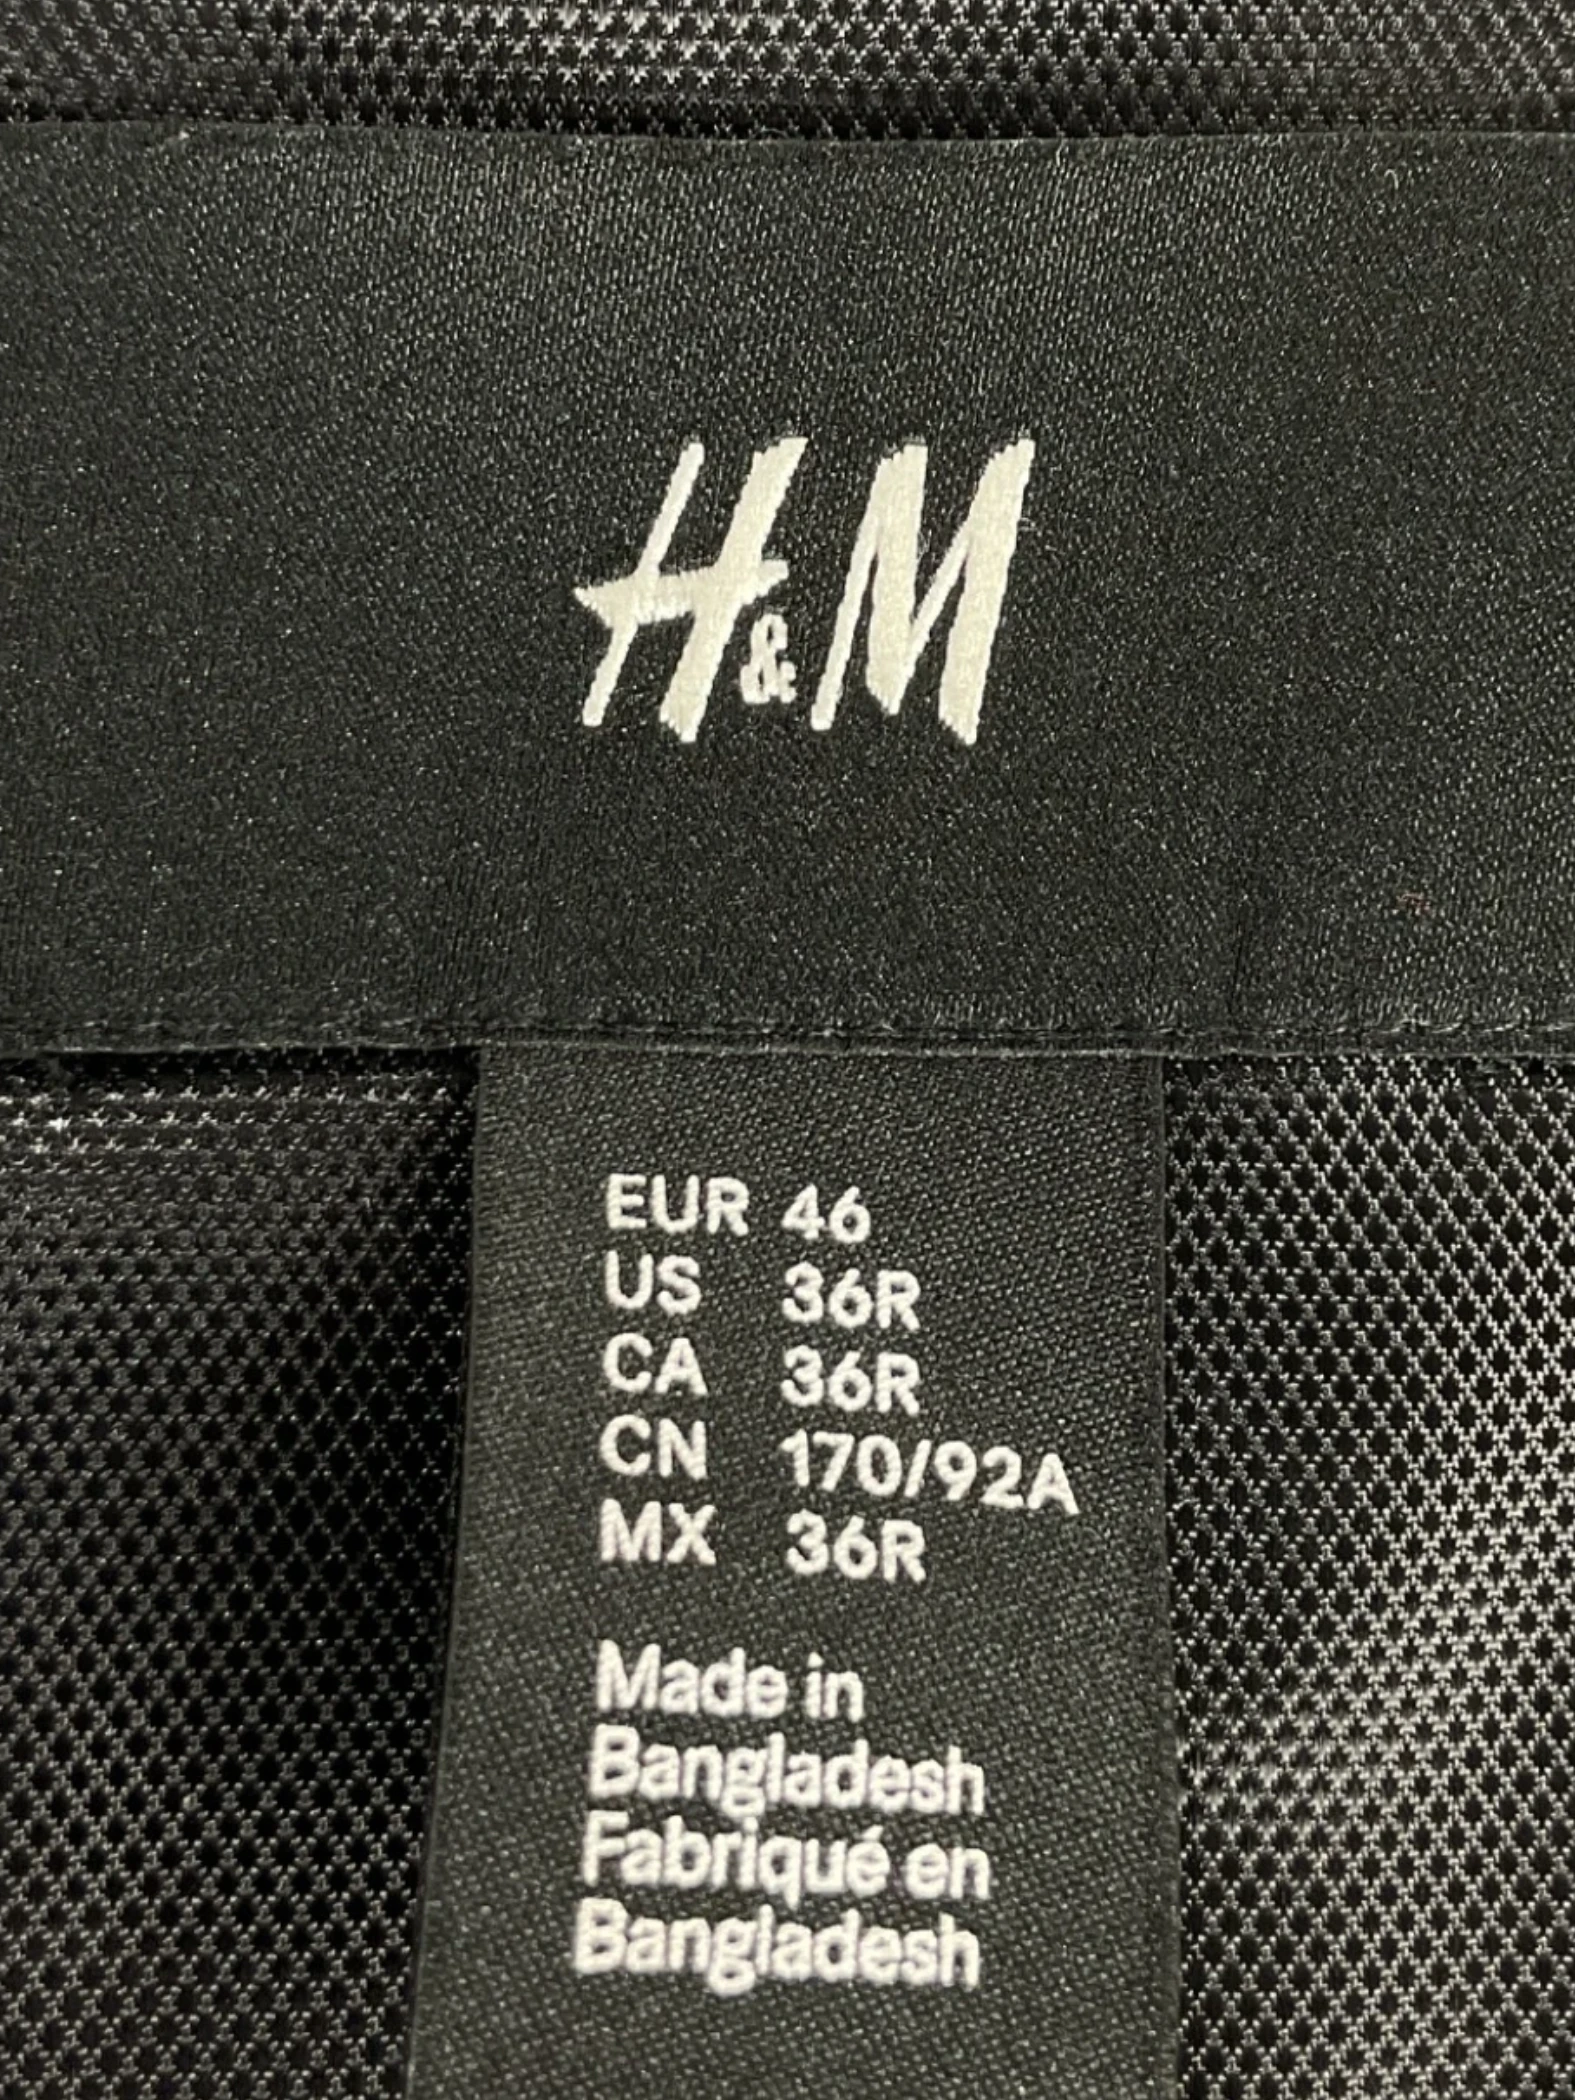 H&M
EUR 46
US 36R
CA 36R
CN 170/92A
MX 36R
Made in
Bangladesh
Fabriqué en
Bangladesh